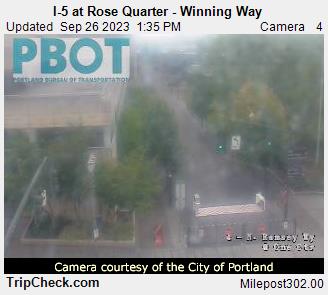 I-5 at Rose Quarter - Winning Way
Updated Sep 26 2023 1:35 PM Camera 4
PBOT
PORTLAND BUREAU OF TRANSPORTATION
Camera courtesy of the City of Portland
TripCheck.com Milepost302.00